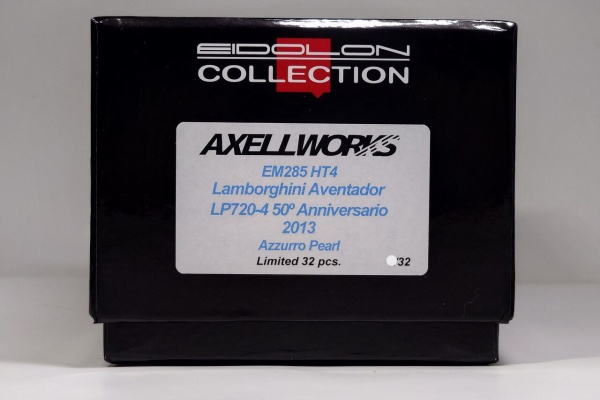 EIDOLON
COLLECTION
AXELLWORKS
EM285 HT4
Lamborghini Aventador
LP720-4 50º Anniversario
2013
Azzurro Pearl
Limited 32 pcs. /32